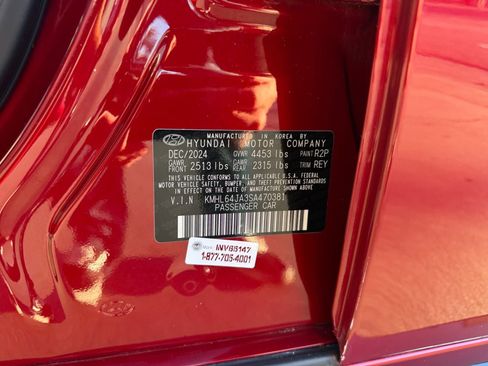 MANUFACTURED IN KOREA BY
HYUNDAI MOTOR COMPANY
DEC/2024 GVWR 4453 lbs PAINT R2P
GAWR FRONT 2513 lbs GAWR REAR 2315 lbs TRIM REY
THIS VEHICLE CONFORMS TO ALL APPLICABLE U.S.A. FEDERAL
MOTOR VEHICLE SAFETY, BUMPER, AND THEFT PREVENTION
STANDARDS IN EFFECT ON THE DATE OF MANUFACTURE SHOWN ABOVE.
V.I.N KMHL64JA3SA470381
PASSENGER CAR
1-877-705-4001